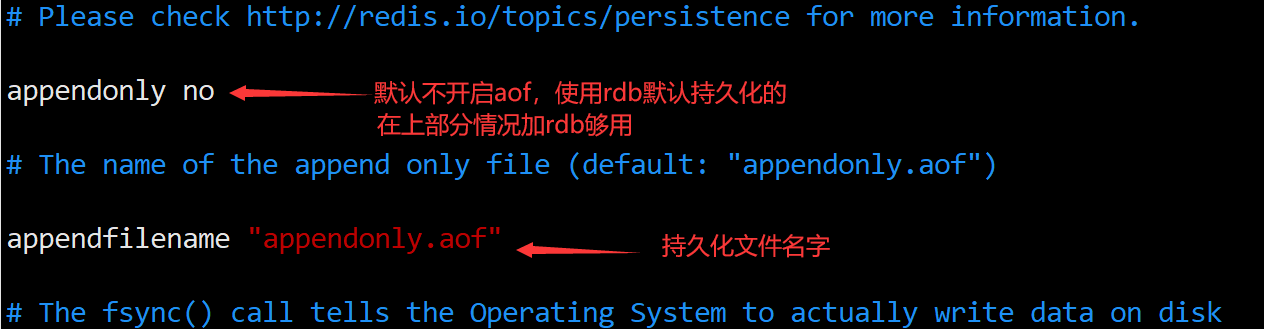 # Please check http://redis.io/topics/persistence for more information.
appendonly no
默认不开启aof，使用rdb默认持久化的
在上部分情况加rdb够用
# The name of the append only file (default: "appendonly.aof")
appendfilename "appendonly.aof"
持久化文件名字
# The fsync() call tells the Operating System to actually write data on disk